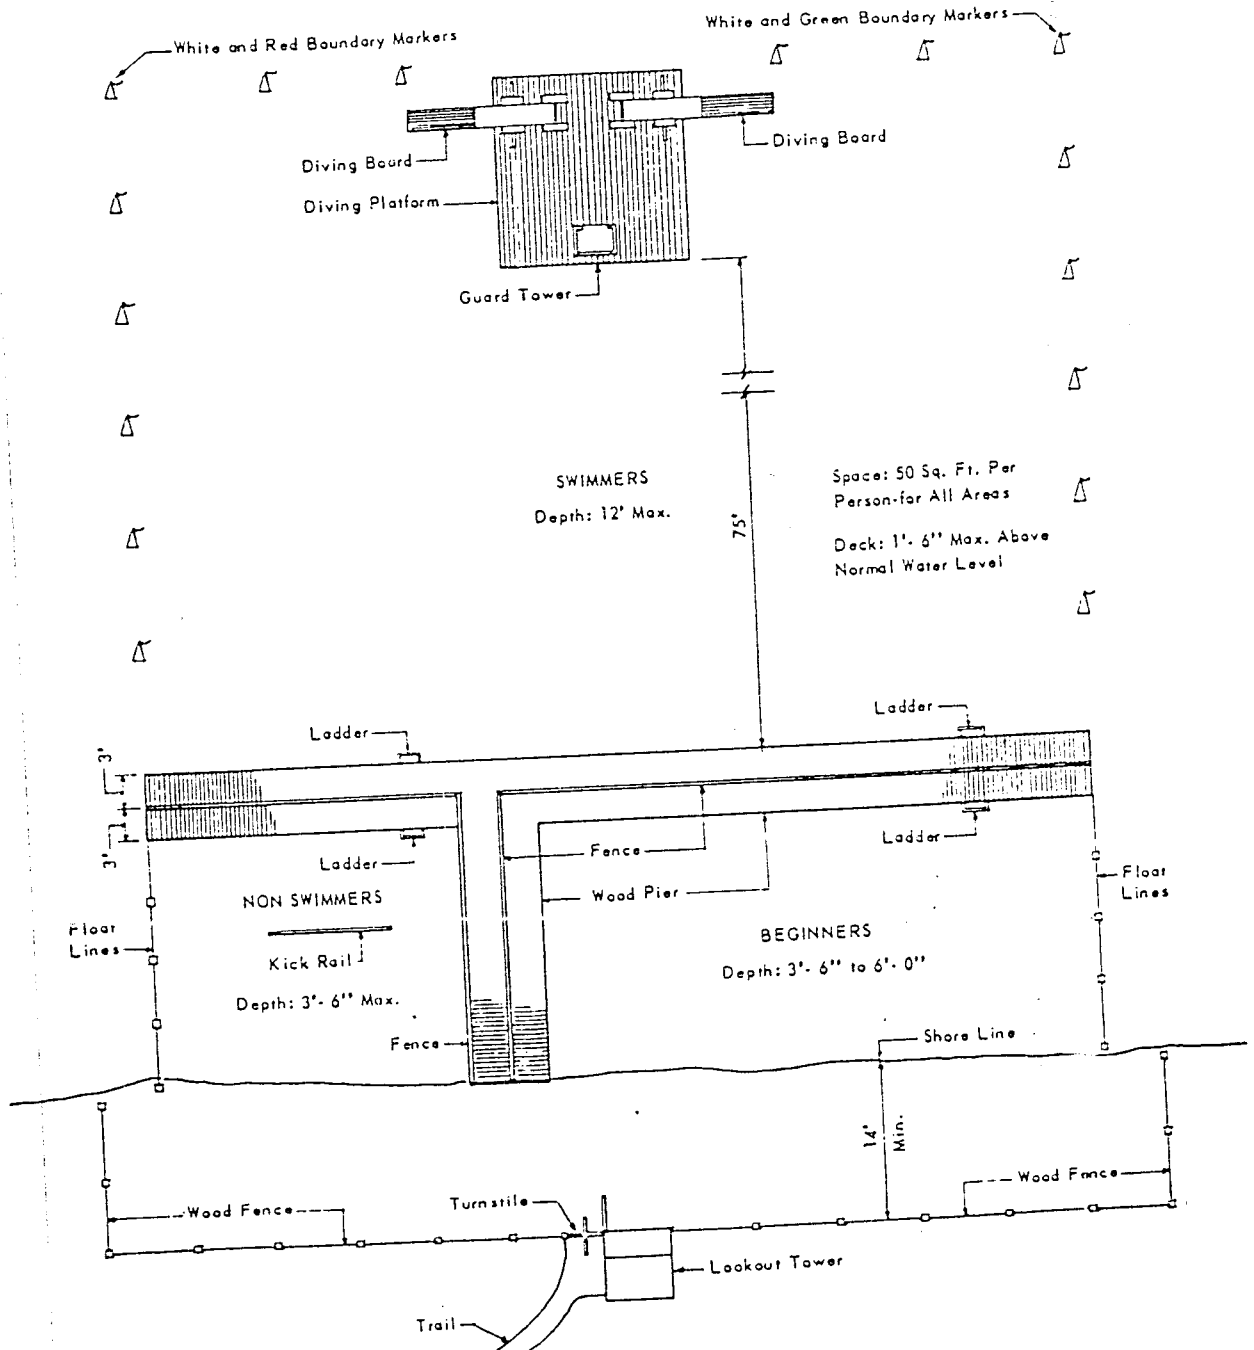 White and Red Boundary Markers
White and Green Boundary Markers
Diving Board
Diving Board
Diving Platform
Guard Tower
SWIMMERS
Depth: 12' Max.
75'
Space: 50 Sq. Ft. Per
Person-for All Areas
Deck: 1'- 6'' Max. Above
Normal Water Level
Ladder
Ladder
3'
3'
Ladder
Ladder
Fence
Wood Pier
NON SWIMMERS
Kick Rail
Depth: 3'- 6'' Max.
Float
Lines
Float
Lines
BEGINNERS
Depth: 3'- 6'' to 6'- 0''
Fence
Shore Line
14'
Min.
Wood Fence
Wood Fence
Turnstile
Lookout Tower
Trail